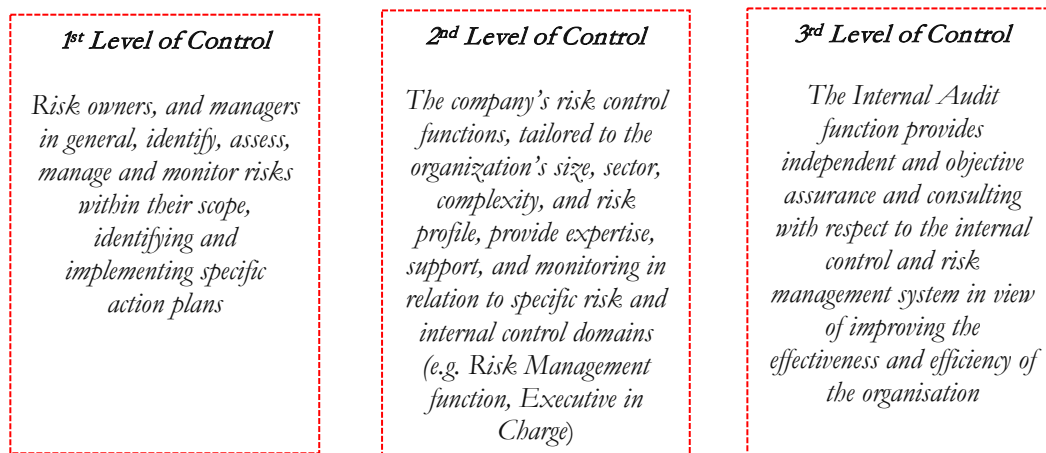 1st Level of Control
Risk owners, and managers
in general, identify, assess,
manage and monitor risks
within their scope,
identifying and
implementing specific
action plans
2nd Level of Control
The company’s risk control
functions, tailored to the
organization’s size, sector,
complexity, and risk
profile, provide expertise,
support, and monitoring in
relation to specific risk and
internal control domains
(e.g. Risk Management
function, Executive in
Charge)
3rd Level of Control
The Internal Audit
function provides
independent and objective
assurance and consulting
with respect to the internal
control and risk
management system in view
of improving the
effectiveness and efficiency of
the organisation